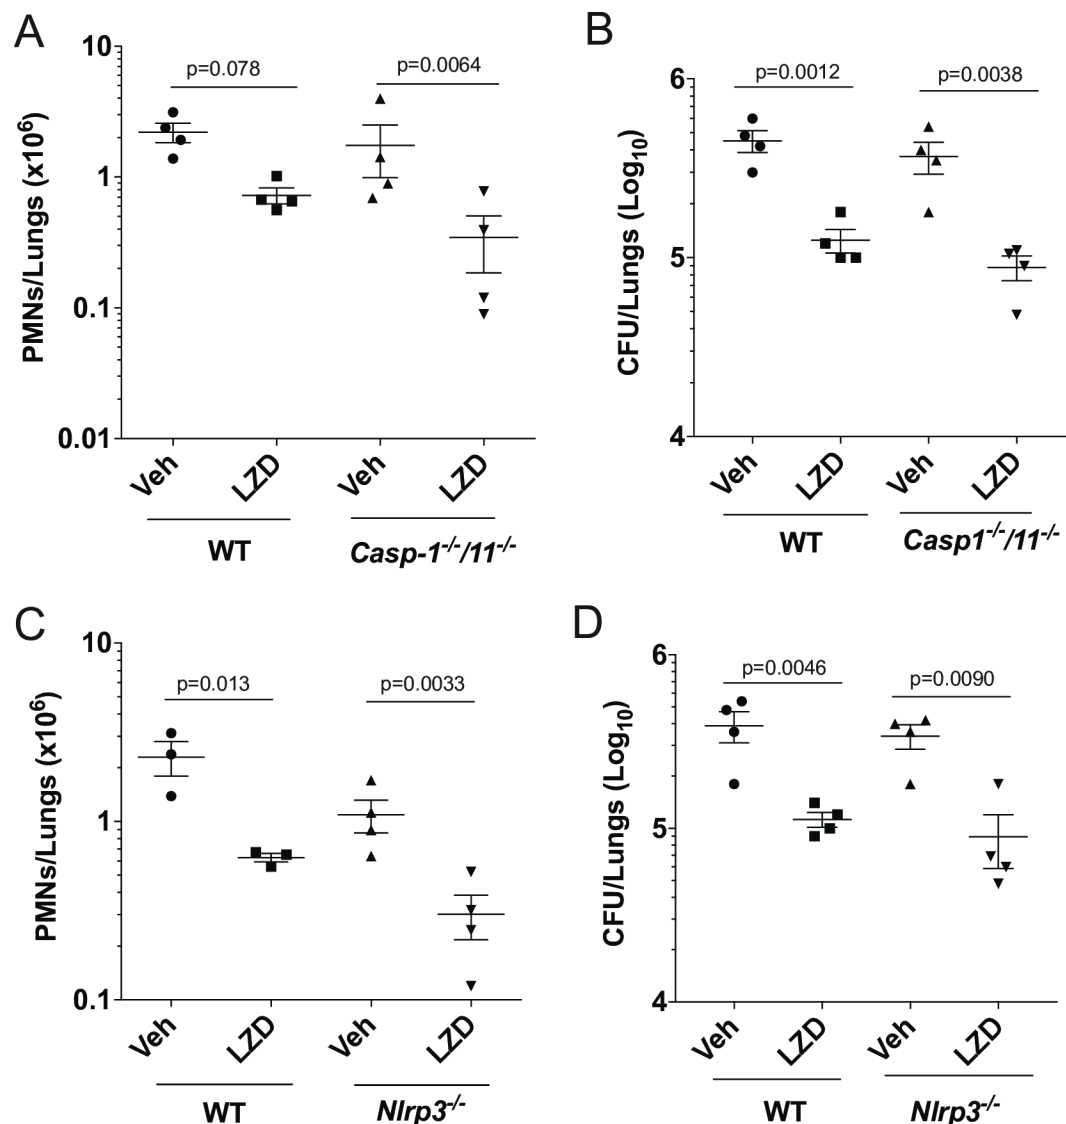 A
B
p=0.078
p=0.0064
p=0.0012
p=0.0038
PMNs/Lungs (x10⁶)
10
1
0.1
0.01
CFU/Lungs (Log₁₀)
6
5
4
Veh
LZD
Veh
LZD
WT
Casp-1⁻/⁻/11⁻/⁻
Veh
LZD
Veh
LZD
WT
Casp1⁻/⁻/11⁻/⁻
C
D
p=0.013
p=0.0033
p=0.0046
p=0.0090
PMNs/Lungs (x10⁶)
10
1
0.1
CFU/Lungs (Log₁₀)
6
5
4
Veh
LZD
Veh
LZD
WT
Nlrp3⁻/⁻
Veh
LZD
Veh
LZD
WT
Nlrp3⁻/⁻